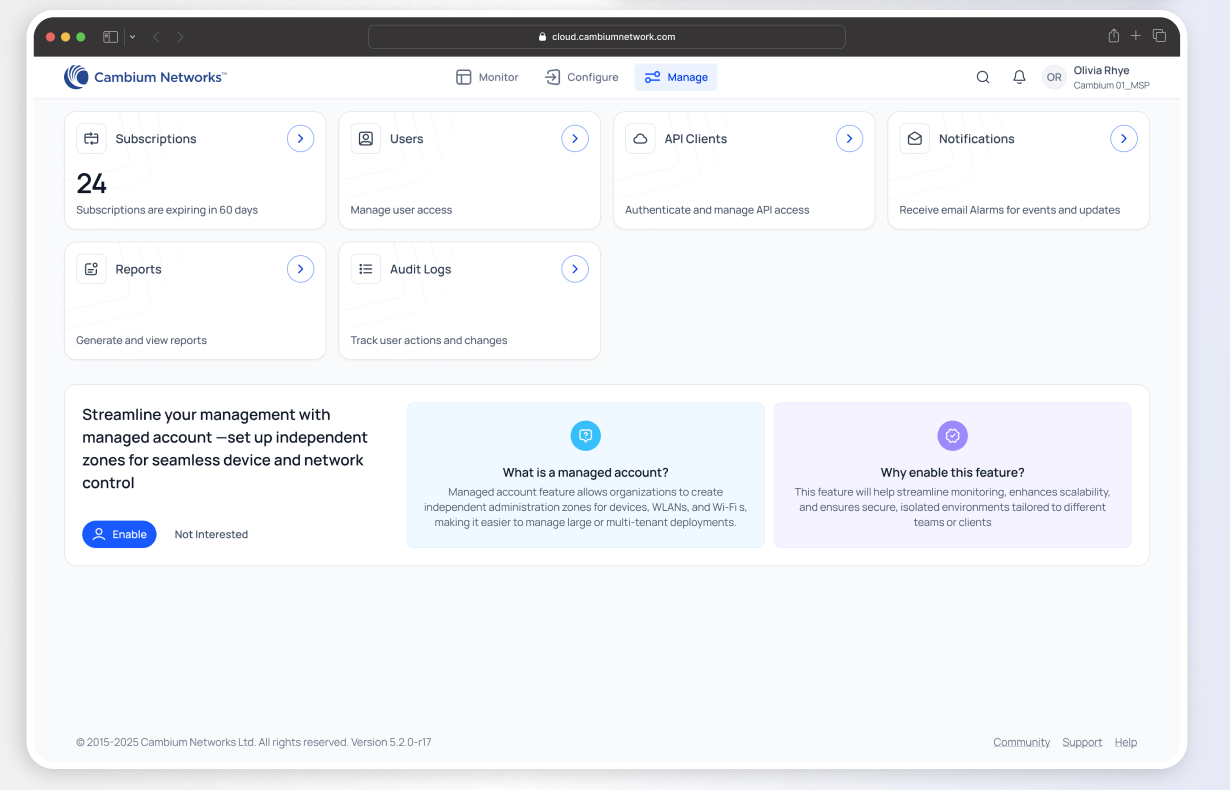 cloud.cambiumnetwork.com
Cambium Networks™
Monitor
Configure
Manage
OR
Olivia Rhye
Cambium 01_MSP
Subscriptions
24
Subscriptions are expiring in 60 days
Users
Manage user access
API Clients
Authenticate and manage API access
Notifications
Receive email Alarms for events and updates
Reports
Generate and view reports
Audit Logs
Track user actions and changes
Streamline your management with
managed account —set up independent
zones for seamless device and network
control
Enable
Not Interested
What is a managed account?
Managed account feature allows organizations to create
independent administration zones for devices, WLANs, and Wi-Fi s,
making it easier to manage large or multi-tenant deployments.
Why enable this feature?
This feature will help streamline monitoring, enhances scalability,
and ensures secure, isolated environments tailored to different
teams or clients
© 2015-2025 Cambium Networks Ltd. All rights reserved. Version 5.2.0-r17
Community
Support
Help